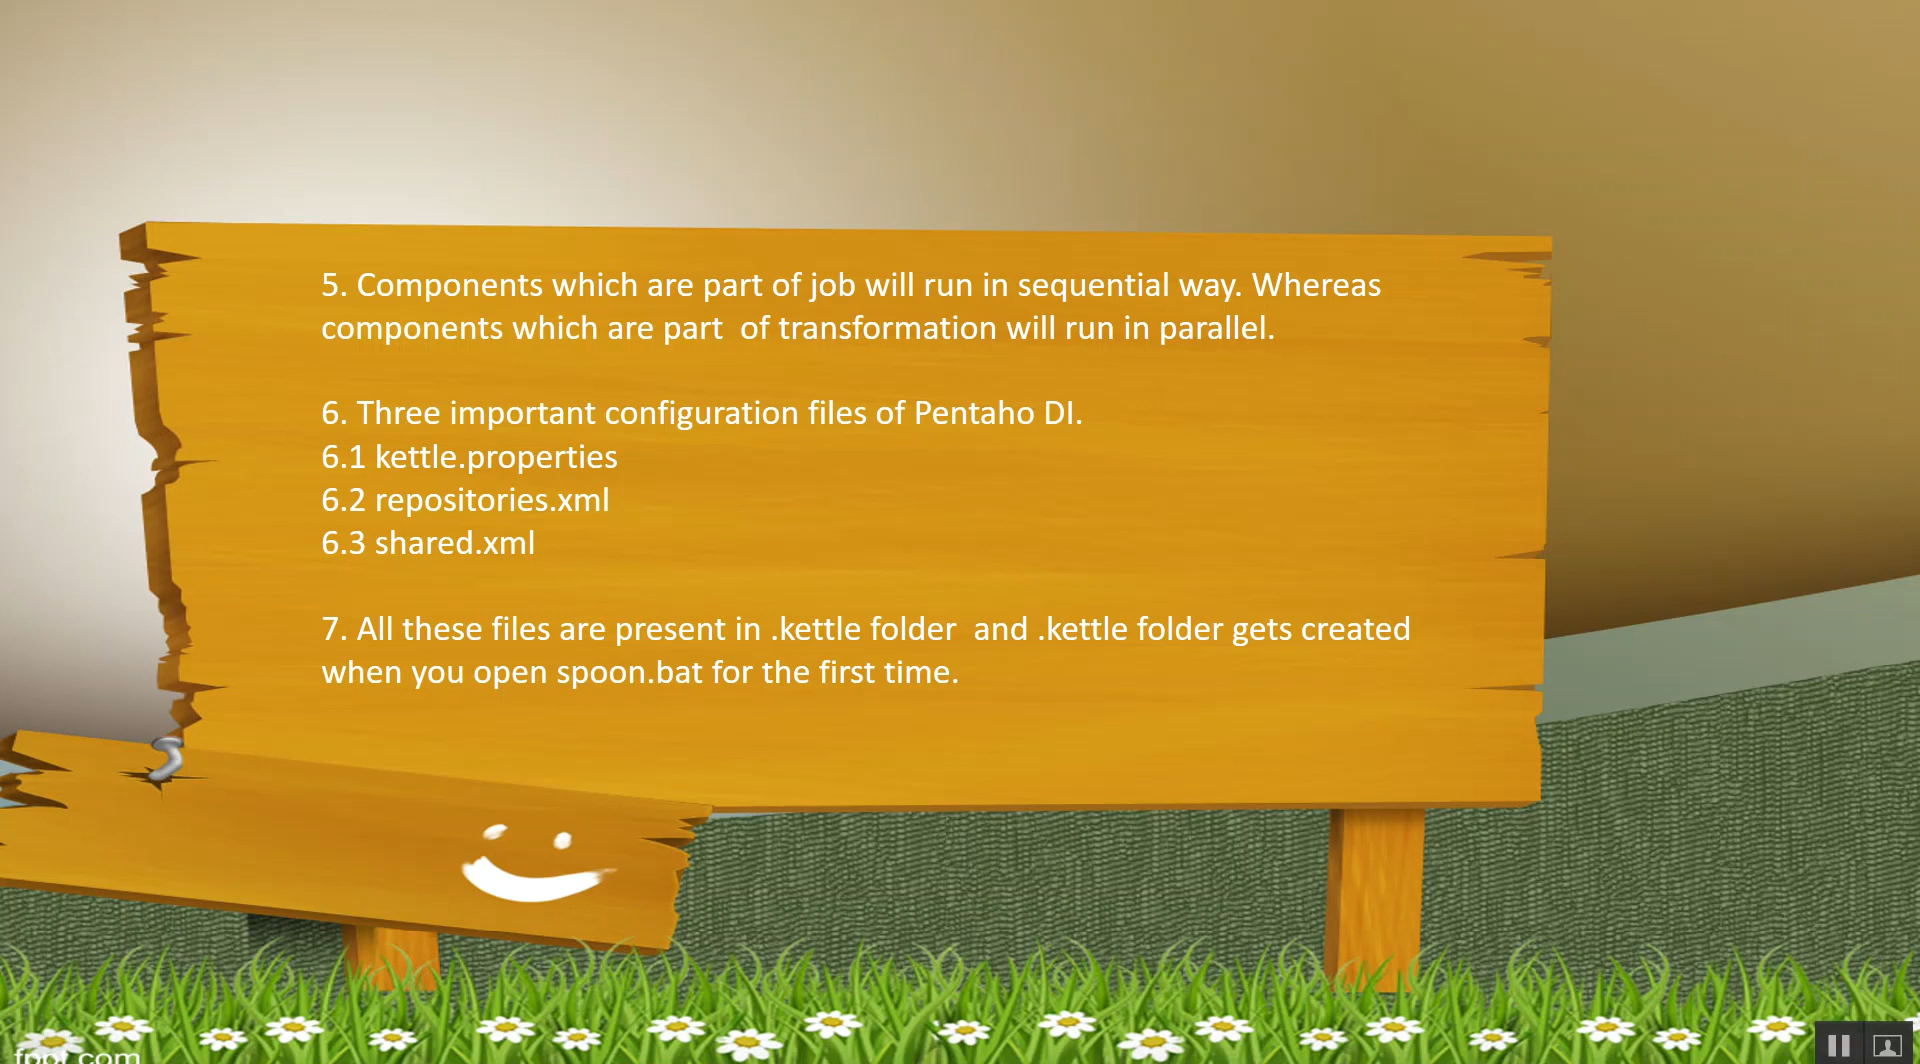 5. Components which are part of job will run in sequential way. Whereas
components which are part  of transformation will run in parallel.
6. Three important configuration files of Pentaho DI.
6.1 kettle.properties
6.2 repositories.xml
6.3 shared.xml
7. All these files are present in .kettle folder  and .kettle folder gets created
when you open spoon.bat for the first time.
fppt.com